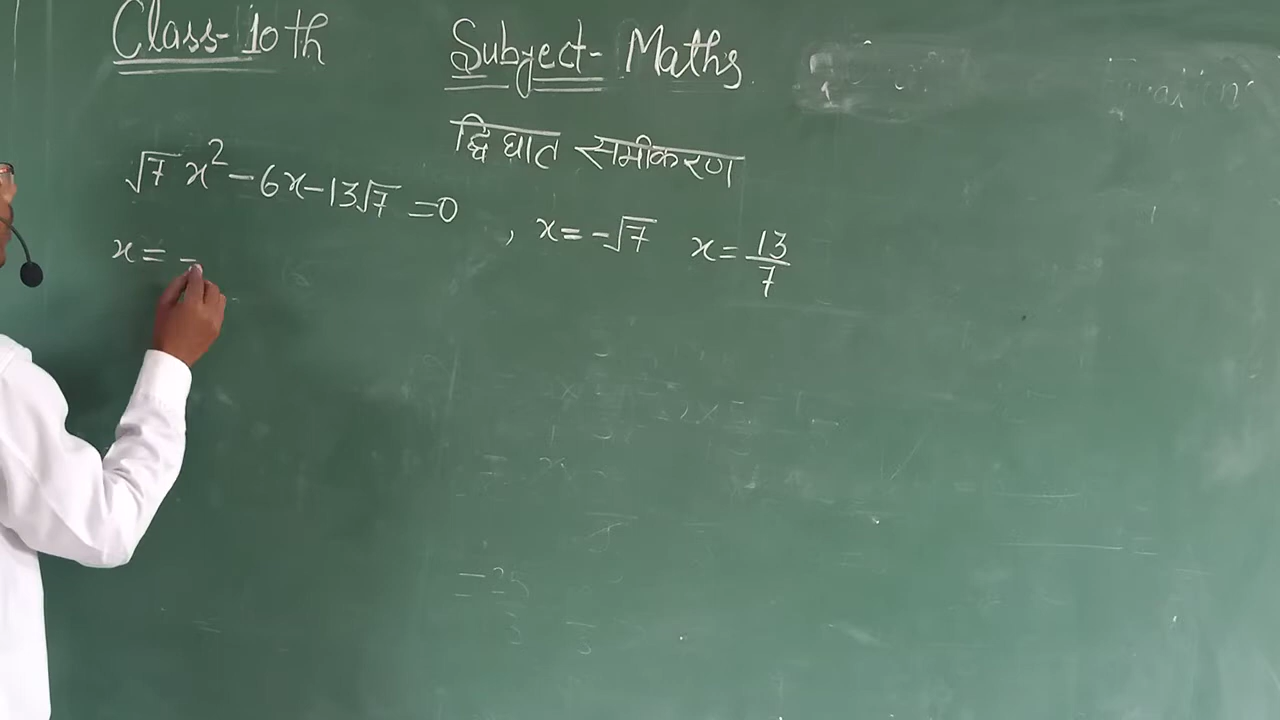 Class-10th
Subject- Maths
द्विघात समीकरण
√7 x² - 6x - 13√7 = 0 , x = -√7 x = 13/7
x = -